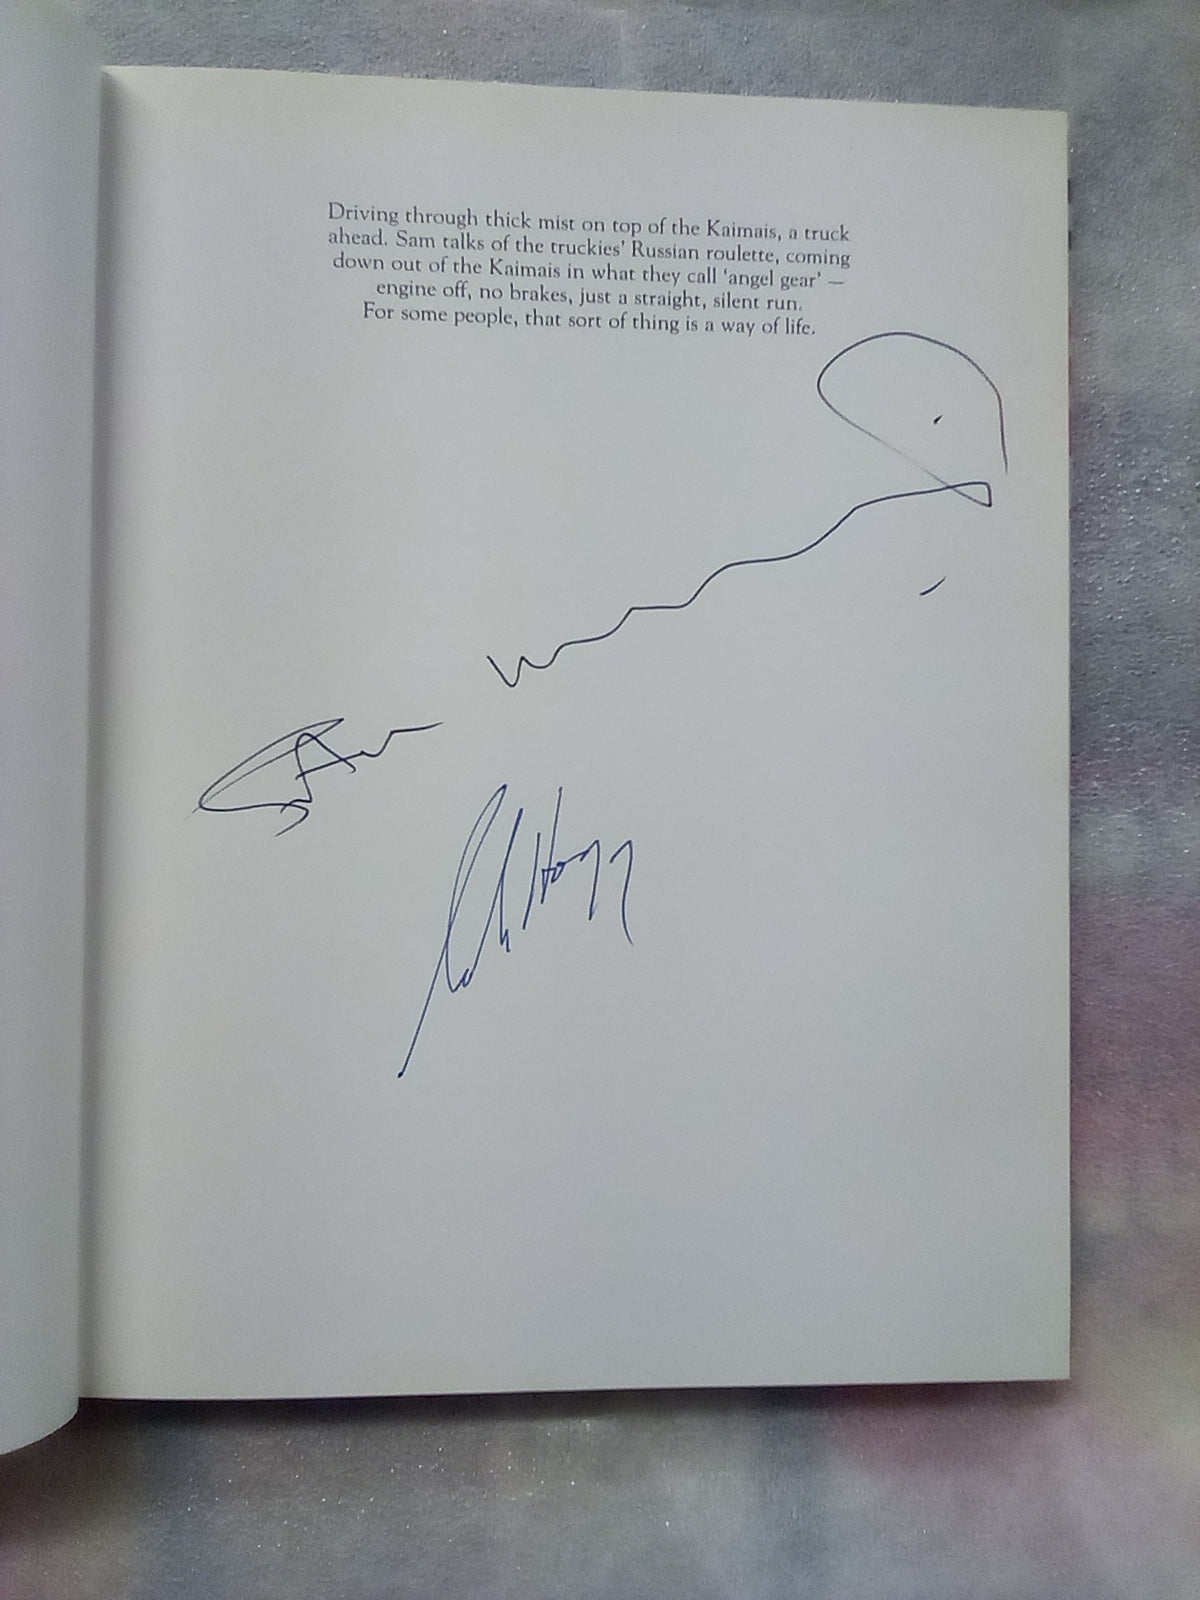 Driving through thick mist on top of the Kaimais, a truck
ahead. Sam talks of the truckies' Russian roulette, coming
down out of the Kaimais in what they call 'angel gear' —
engine off, no brakes, just a straight, silent run.
For some people, that sort of thing is a way of life.
Hogg